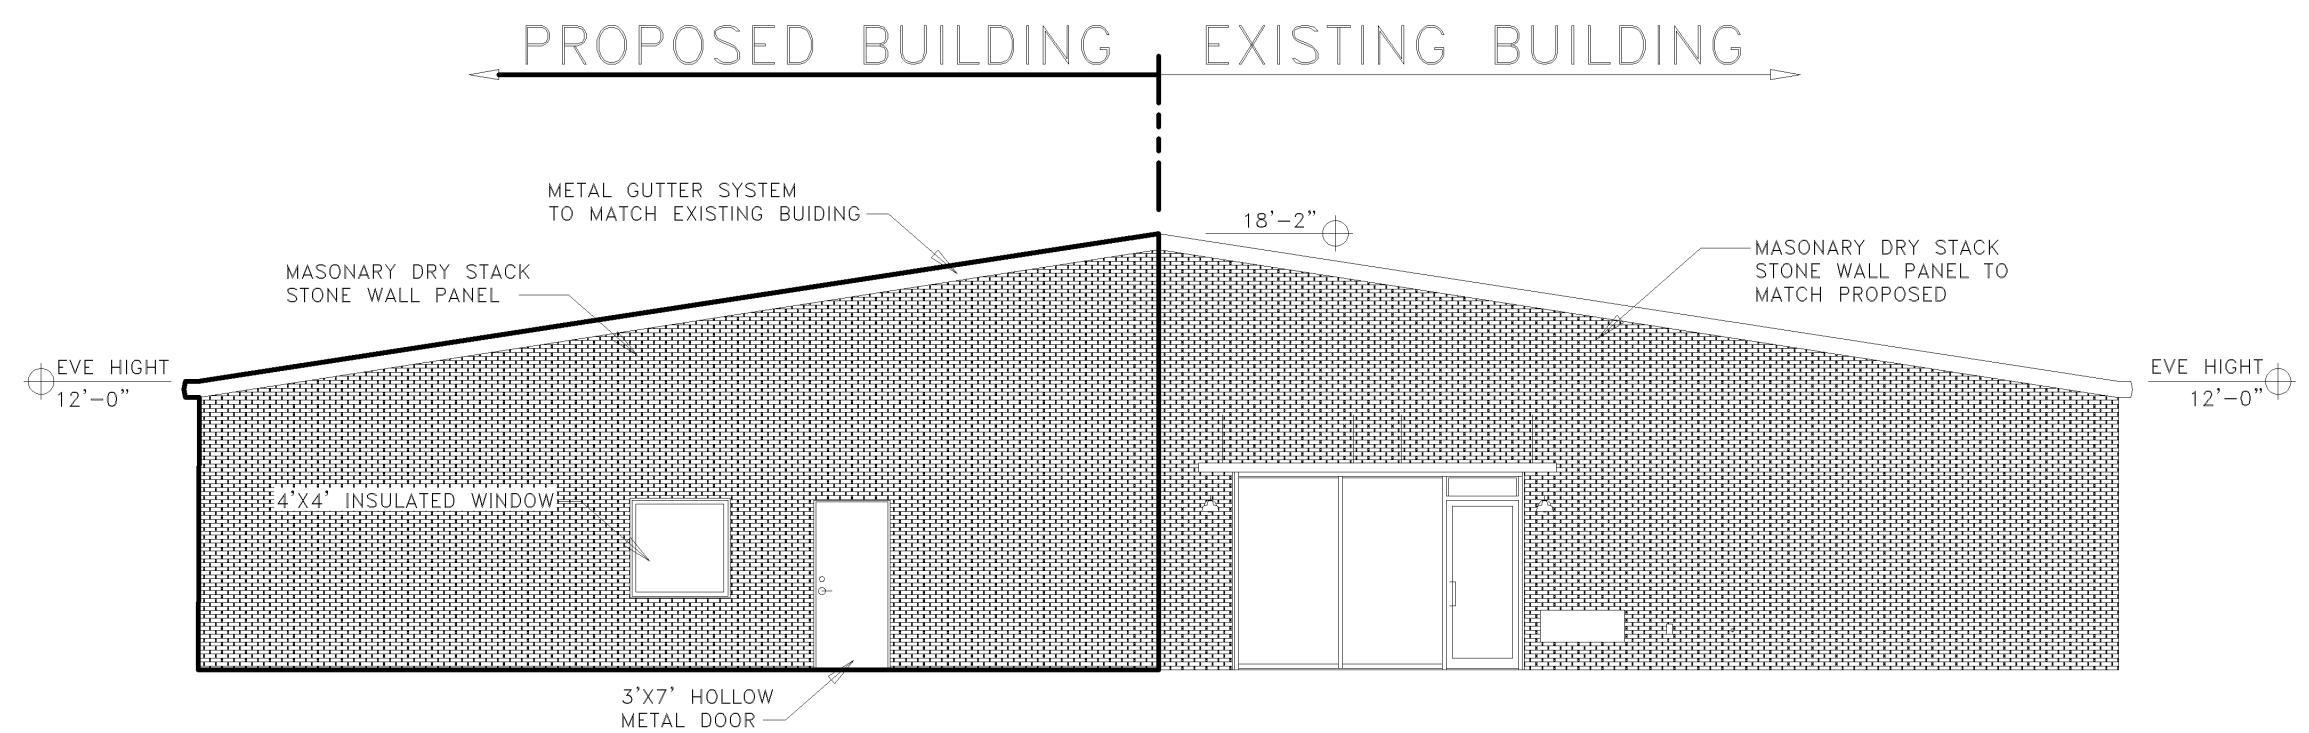 PROPOSED BUILDING
EXISTING BUILDING
METAL GUTTER SYSTEM
TO MATCH EXISTING BUIDING
18'-2"
MASONARY DRY STACK
STONE WALL PANEL TO
MATCH PROPOSED
MASONARY DRY STACK
STONE WALL PANEL
EVE HIGHT
12'-0"
EVE HIGHT
12'-0"
4'X4' INSULATED WINDOW
3'X7' HOLLOW
METAL DOOR